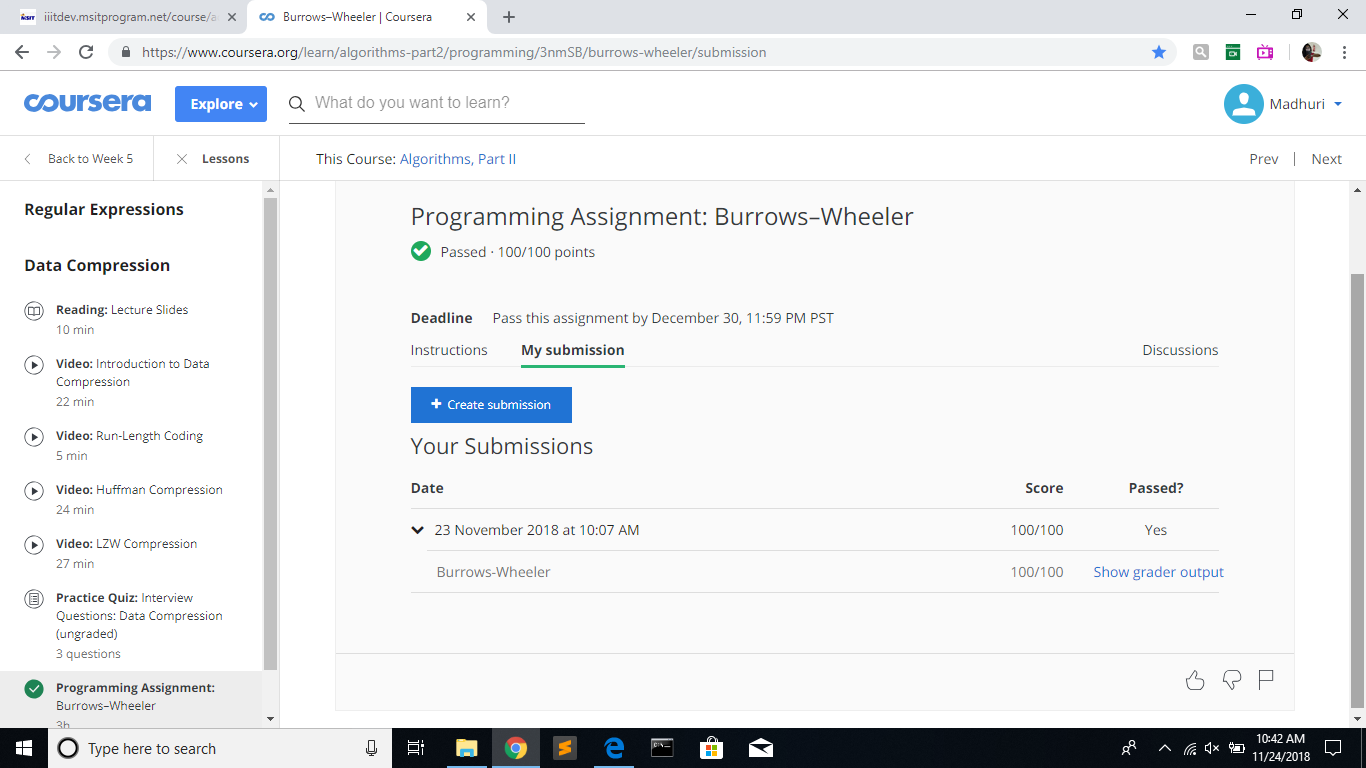 iiitdev.msitprogram.net/course/a
Burrows–Wheeler | Coursera
https://www.coursera.org/learn/algorithms-part2/programming/3nmSB/burrows-wheeler/submission
coursera
Explore
What do you want to learn?
Madhuri
Back to Week 5
Lessons
This Course: Algorithms, Part II
Prev | Next
Regular Expressions
Data Compression
Reading: Lecture Slides
10 min
Video: Introduction to Data
Compression
22 min
Video: Run-Length Coding
5 min
Video: Huffman Compression
24 min
Video: LZW Compression
27 min
Practice Quiz: Interview
Questions: Data Compression
(ungraded)
3 questions
Programming Assignment:
Burrows–Wheeler
3h
Programming Assignment: Burrows–Wheeler
Passed · 100/100 points
Deadline Pass this assignment by December 30, 11:59 PM PST
Instructions My submission Discussions
+ Create submission
Your Submissions
Date Score Passed?
23 November 2018 at 10:07 AM 100/100 Yes
Burrows-Wheeler 100/100 Show grader output
Type here to search
10:42 AM
11/24/2018